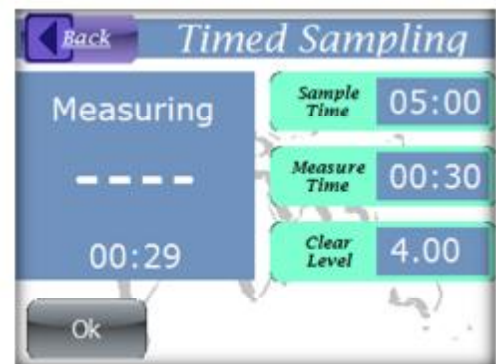 Back
Timed Sampling
Measuring
----
00:29
Sample
Time
05:00
Measure
Time
00:30
Clear
Level
4.00
Ok